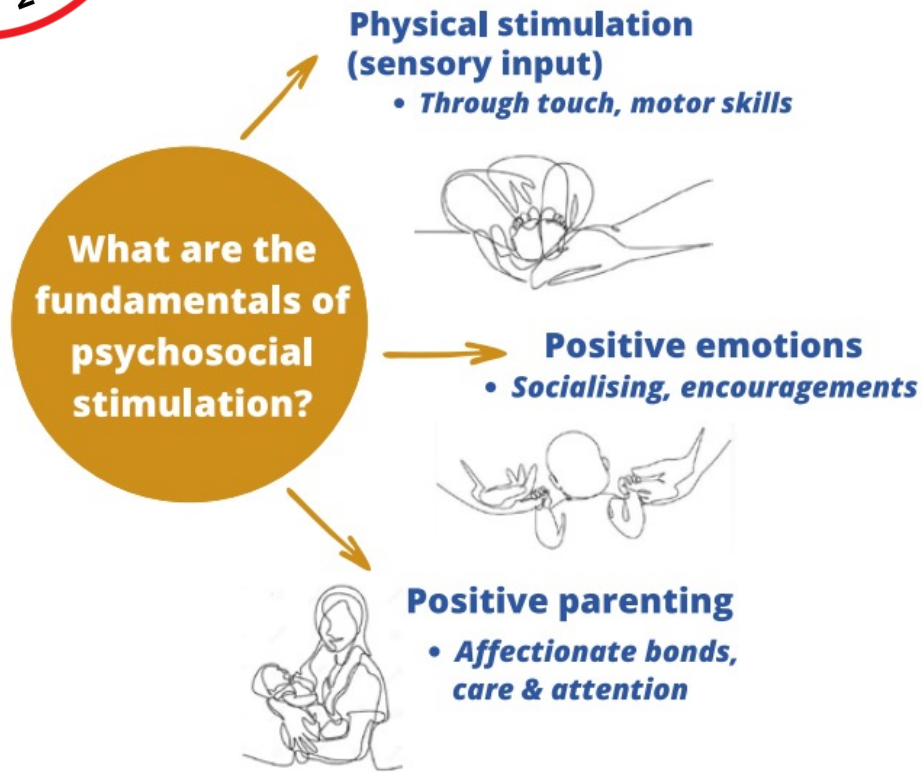 Physical stimulation
(sensory input)
• Through touch, motor skills
What are the
fundamentals of
psychosocial
stimulation?
Positive emotions
• Socialising, encouragements
Positive parenting
• Affectionate bonds,
care & attention